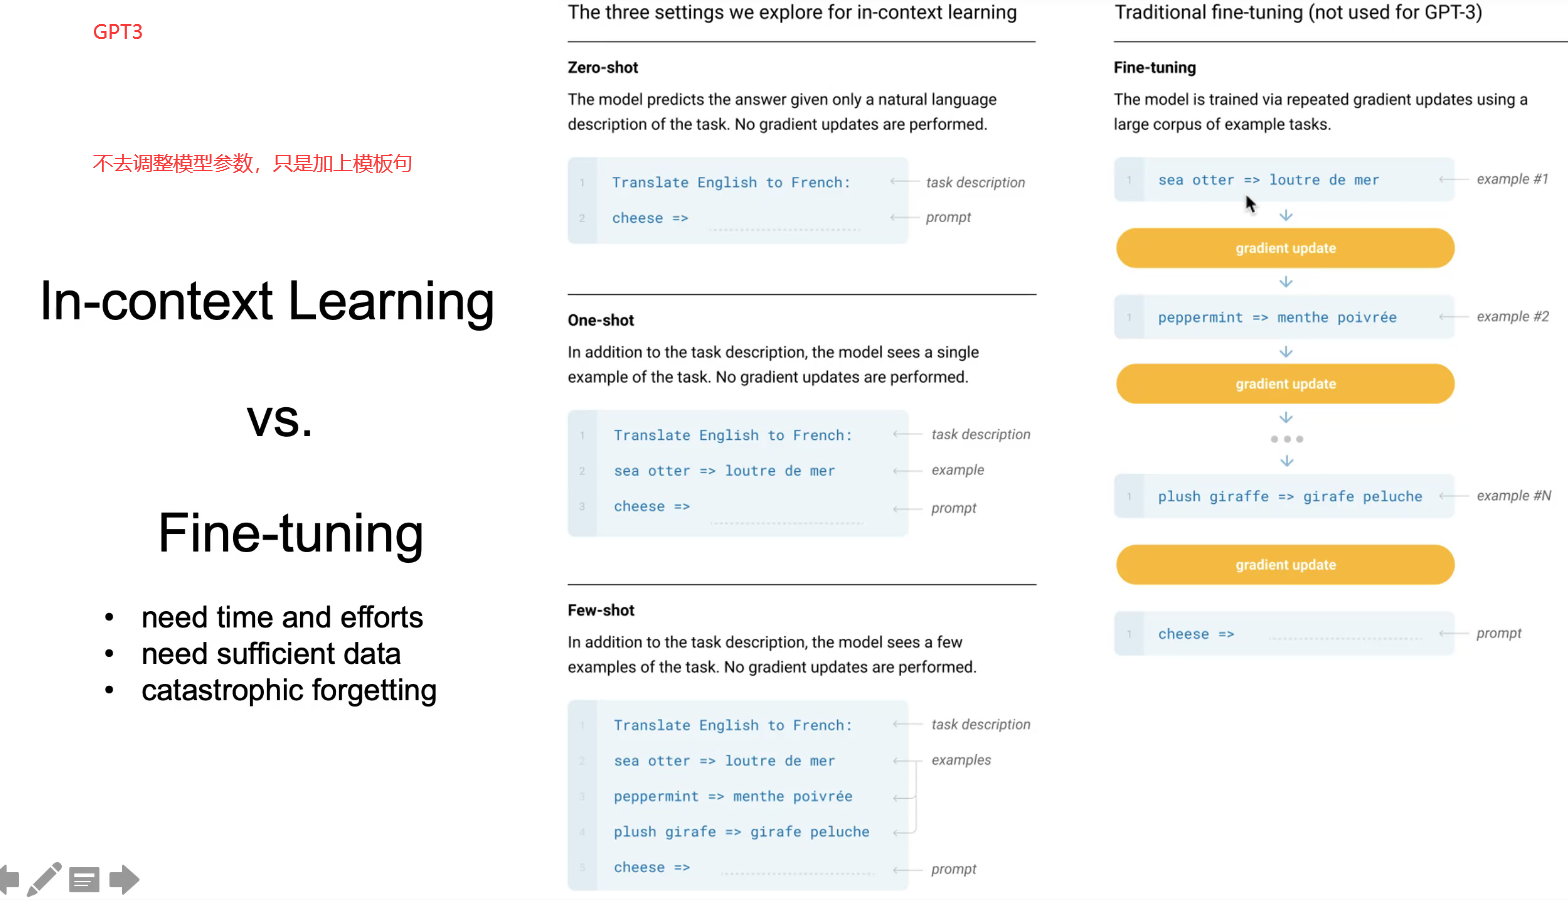 GPT3
不去调整模型参数，只是加上模板句
In-context Learning
vs.
Fine-tuning
• need time and efforts
• need sufficient data
• catastrophic forgetting
The three settings we explore for in-context learning
Zero-shot
The model predicts the answer given only a natural language
description of the task. No gradient updates are performed.
1 Translate English to French: task description
2 cheese => prompt
One-shot
In addition to the task description, the model sees a single
example of the task. No gradient updates are performed.
1 Translate English to French: task description
2 sea otter => loutre de mer example
3 cheese => prompt
Few-shot
In addition to the task description, the model sees a few
examples of the task. No gradient updates are performed.
1 Translate English to French: task description
2 sea otter => loutre de mer examples
3 peppermint => menthe poivrée
4 plush girafe => girafe peluche
5 cheese => prompt
Traditional fine-tuning (not used for GPT-3)
Fine-tuning
The model is trained via repeated gradient updates using a
large corpus of example tasks.
1 sea otter => loutre de mer example #1
gradient update
1 peppermint => menthe poivrée example #2
gradient update
1 plush giraffe => girafe peluche example #N
gradient update
1 cheese => prompt